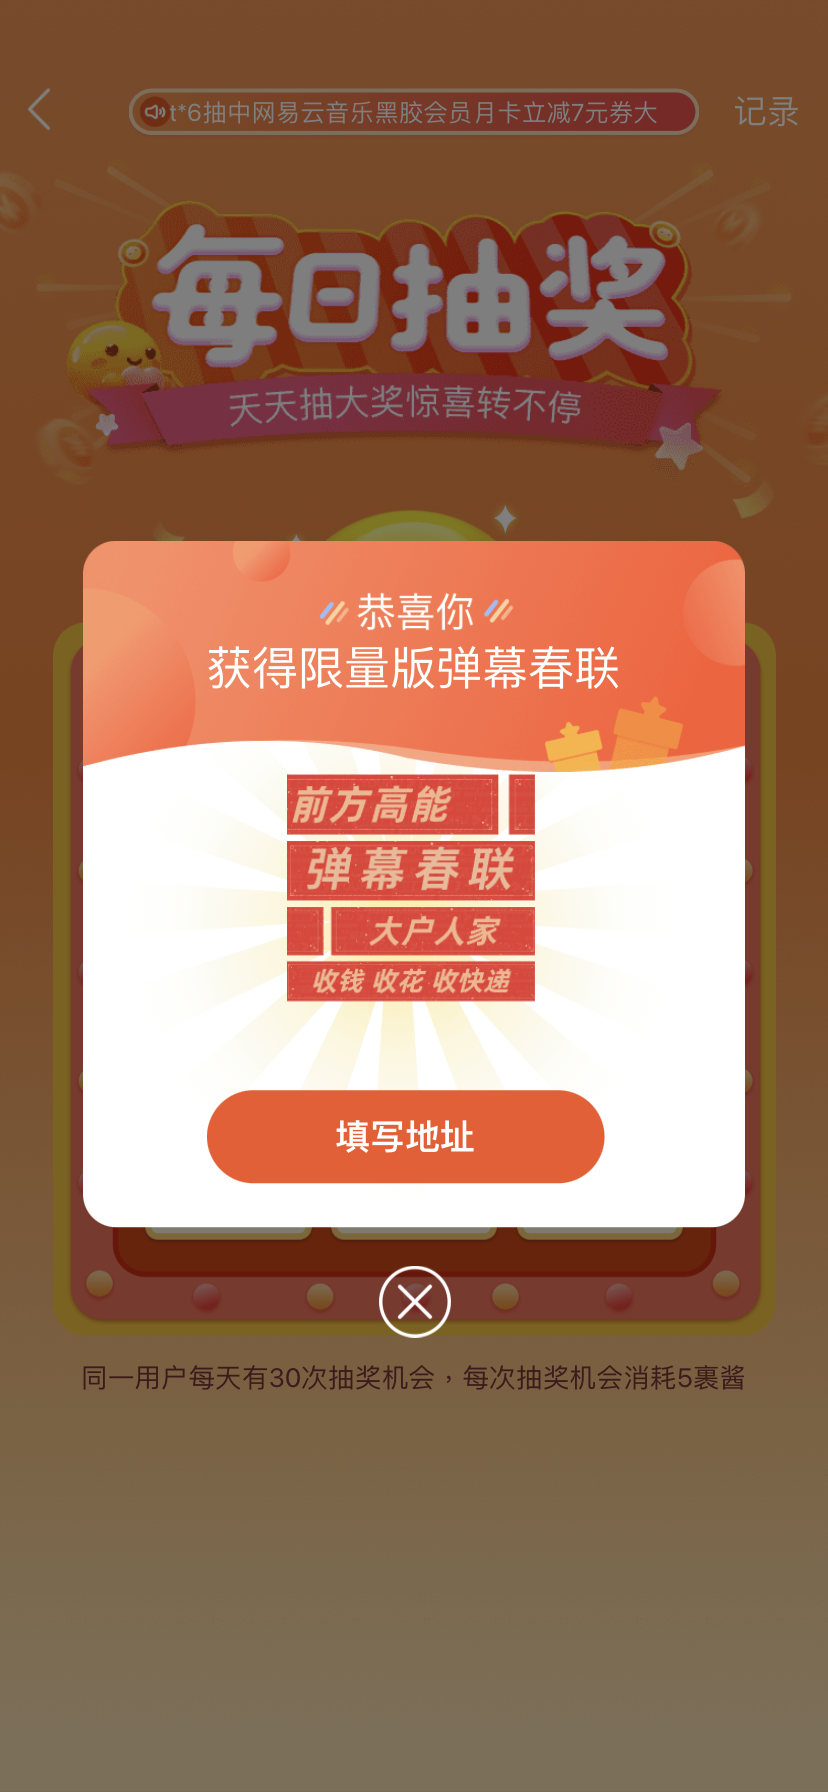 t*6抽中网易云音乐黑胶会员月卡立减7元券大
记录
每日抽奖
天天抽大奖惊喜转不停
恭喜你
获得限量版弹幕春联
前方高能
弹幕春联
大户人家
收钱 收花 收快递
填写地址
同一用户每天有30次抽奖机会，每次抽奖机会消耗5裹酱